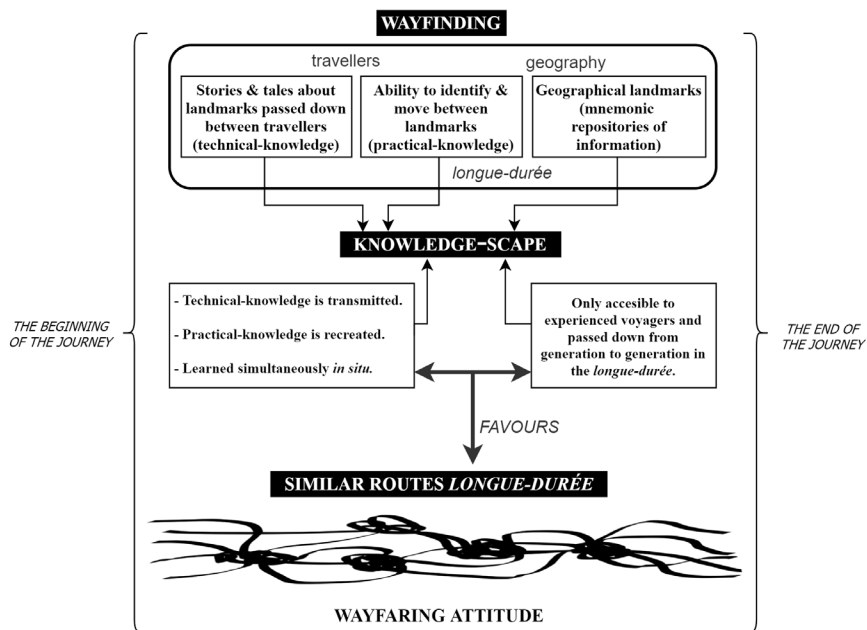 WAYFINDING
travellers
geography
Stories & tales about
landmarks passed down
between travellers
(technical-knowledge)
Ability to identify &
move between
landmarks
(practical-knowledge)
Geographical landmarks
(mnemonic
repositories of
information)
longue-durée
KNOWLEDGE-SCAPE
- Technical-knowledge is transmitted.
- Practical-knowledge is recreated.
- Learned simultaneously in situ.
Only accesible to
experienced voyagers and
passed down from
generation to generation in
the longue-durée.
THE BEGINNING
OF THE JOURNEY
THE END OF
THE JOURNEY
FAVOURS
SIMILAR ROUTES LONGUE-DURÉE
WAYFARING ATTITUDE